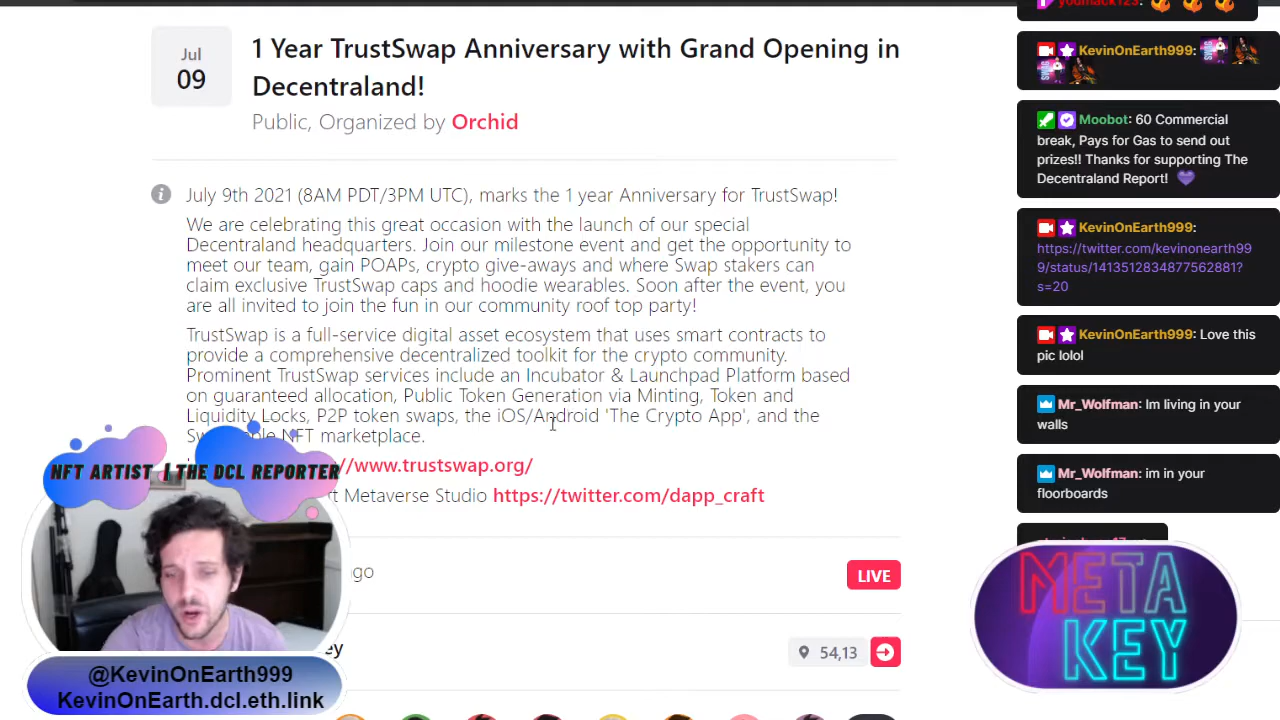 Jul
09
1 Year TrustSwap Anniversary with Grand Opening in
Decentraland!
Public, Organized by Orchid
July 9th 2021 (8AM PDT/3PM UTC), marks the 1 year Anniversary for TrustSwap!
We are celebrating this great occasion with the launch of our special
Decentraland headquarters. Join our milestone event and get the opportunity to
meet our team, gain POAPs, crypto give-aways and where Swap stakers can
claim exclusive TrustSwap caps and hoodie wearables. Soon after the event, you
are all invited to join the fun in our community roof top party!
TrustSwap is a full-service digital asset ecosystem that uses smart contracts to
provide a comprehensive decentralized toolkit for the crypto community.
Prominent TrustSwap services include an Incubator & Launchpad Platform based
on guaranteed allocation, Public Token Generation via Minting, Token and
Liquidity Locks, P2P token swaps, the iOS/Android 'The Crypto App', and the
NFT marketplace.
//www.trustswap.org/
t Metaverse Studio https://twitter.com/dapp_craft
go
LIVE
ey
54,13
NFT ARTIST | THE DCL REPORTER
@KevinOnEarth999
KevinOnEarth.dcl.eth.link
youmack123:
KevinOnEarth999:
Moobot: 60 Commercial
break, Pays for Gas to send out
prizes!! Thanks for supporting The
Decentraland Report!
KevinOnEarth999:
https://twitter.com/kevinonearth99
9/status/1413512834877562881?
s=20
KevinOnEarth999: Love this
pic lolol
Mr_Wolfman: Im living in your
walls
Mr_Wolfman: im in your
floorboards
META
KEY